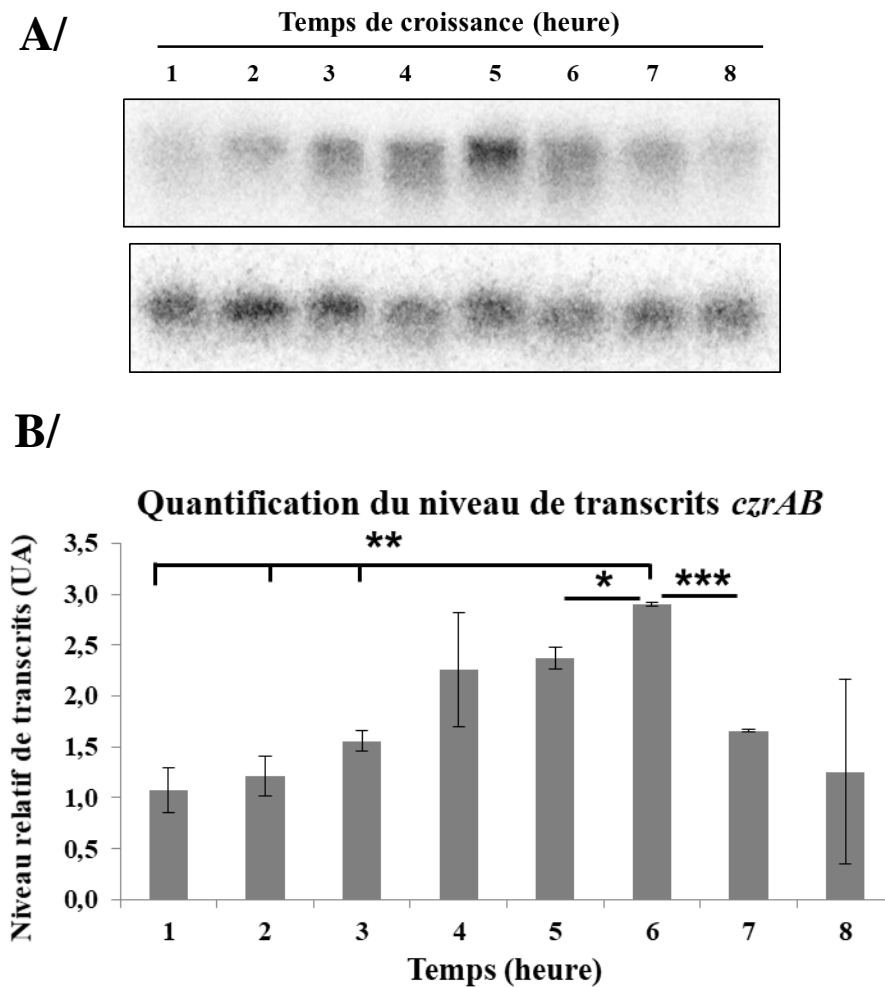 A/
Temps de croissance (heure)
1 2 3 4 5 6 7 8
B/
Quantification du niveau de transcrits czrAB
Niveau relatif de transcrits (UA)
3,5
3,0
2,5
2,0
1,5
1,0
0,5
0,0
** * ***
1 2 3 4 5 6 7 8
Temps (heure)